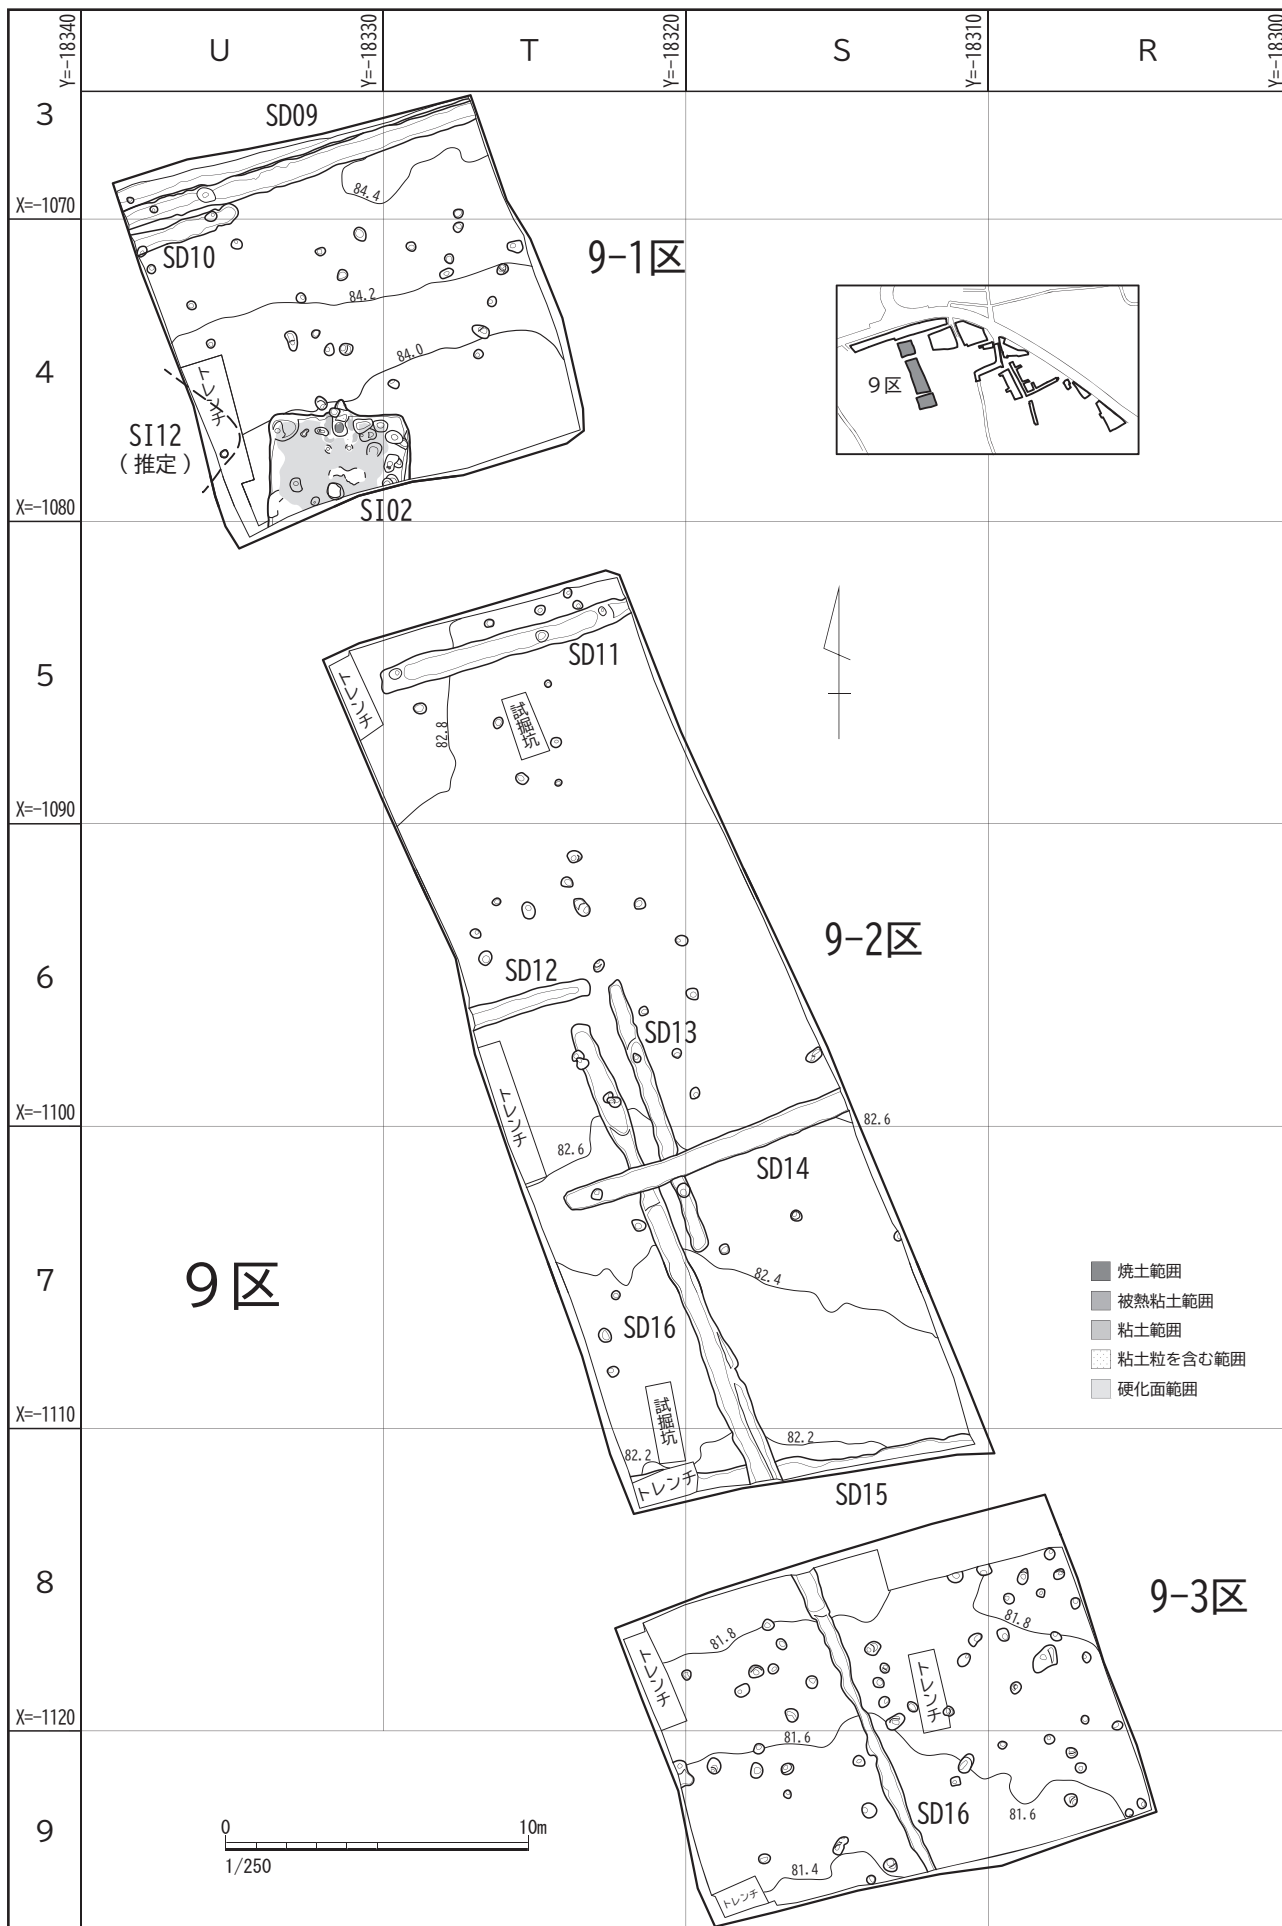 Y=-18340
U
Y=-18330
T
Y=-18320
S
Y=-18310
R
Y=-18300
3
SD09
84.4
X=-1070
SD10
9-1区
84.2
84.0
4
トレンチ
9区
SI12
(推定)
SI02
X=-1080
SD11
5
トレンチ
試掘坑
82.8
X=-1090
9-2区
6
SD12
SD13
トレンチ
X=-1100
82.6
82.6
SD14
9区
7
82.4
SD16
焼土範囲
被熱粘土範囲
粘土範囲
粘土粒を含む範囲
硬化面範囲
試掘坑
X=-1110
82.2
82.2
トレンチ
SD15
8
9-3区
81.8
81.8
トレンチ
トレンチ
X=-1120
81.6
81.6
SD16
9
0 10m
1/250
81.4
トレンチ